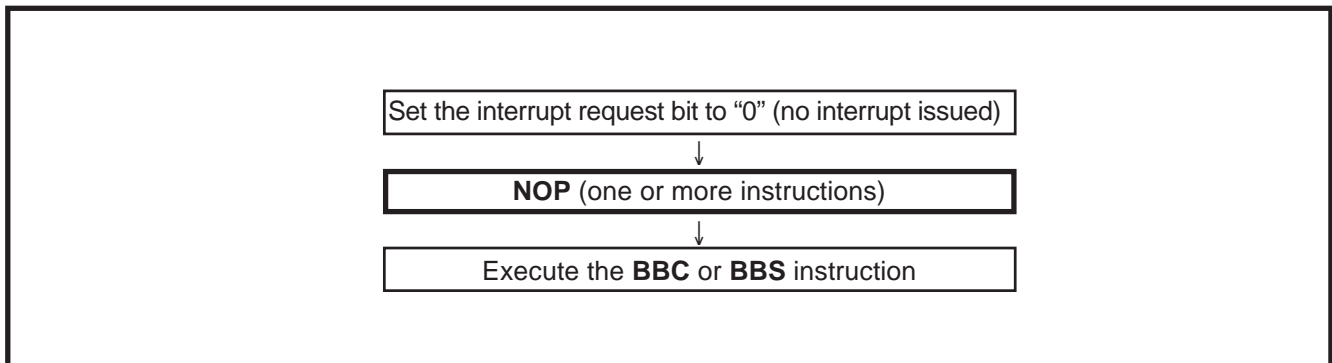 Set the interrupt request bit to “0” (no interrupt issued)
NOP (one or more instructions)
Execute the BBC or BBS instruction